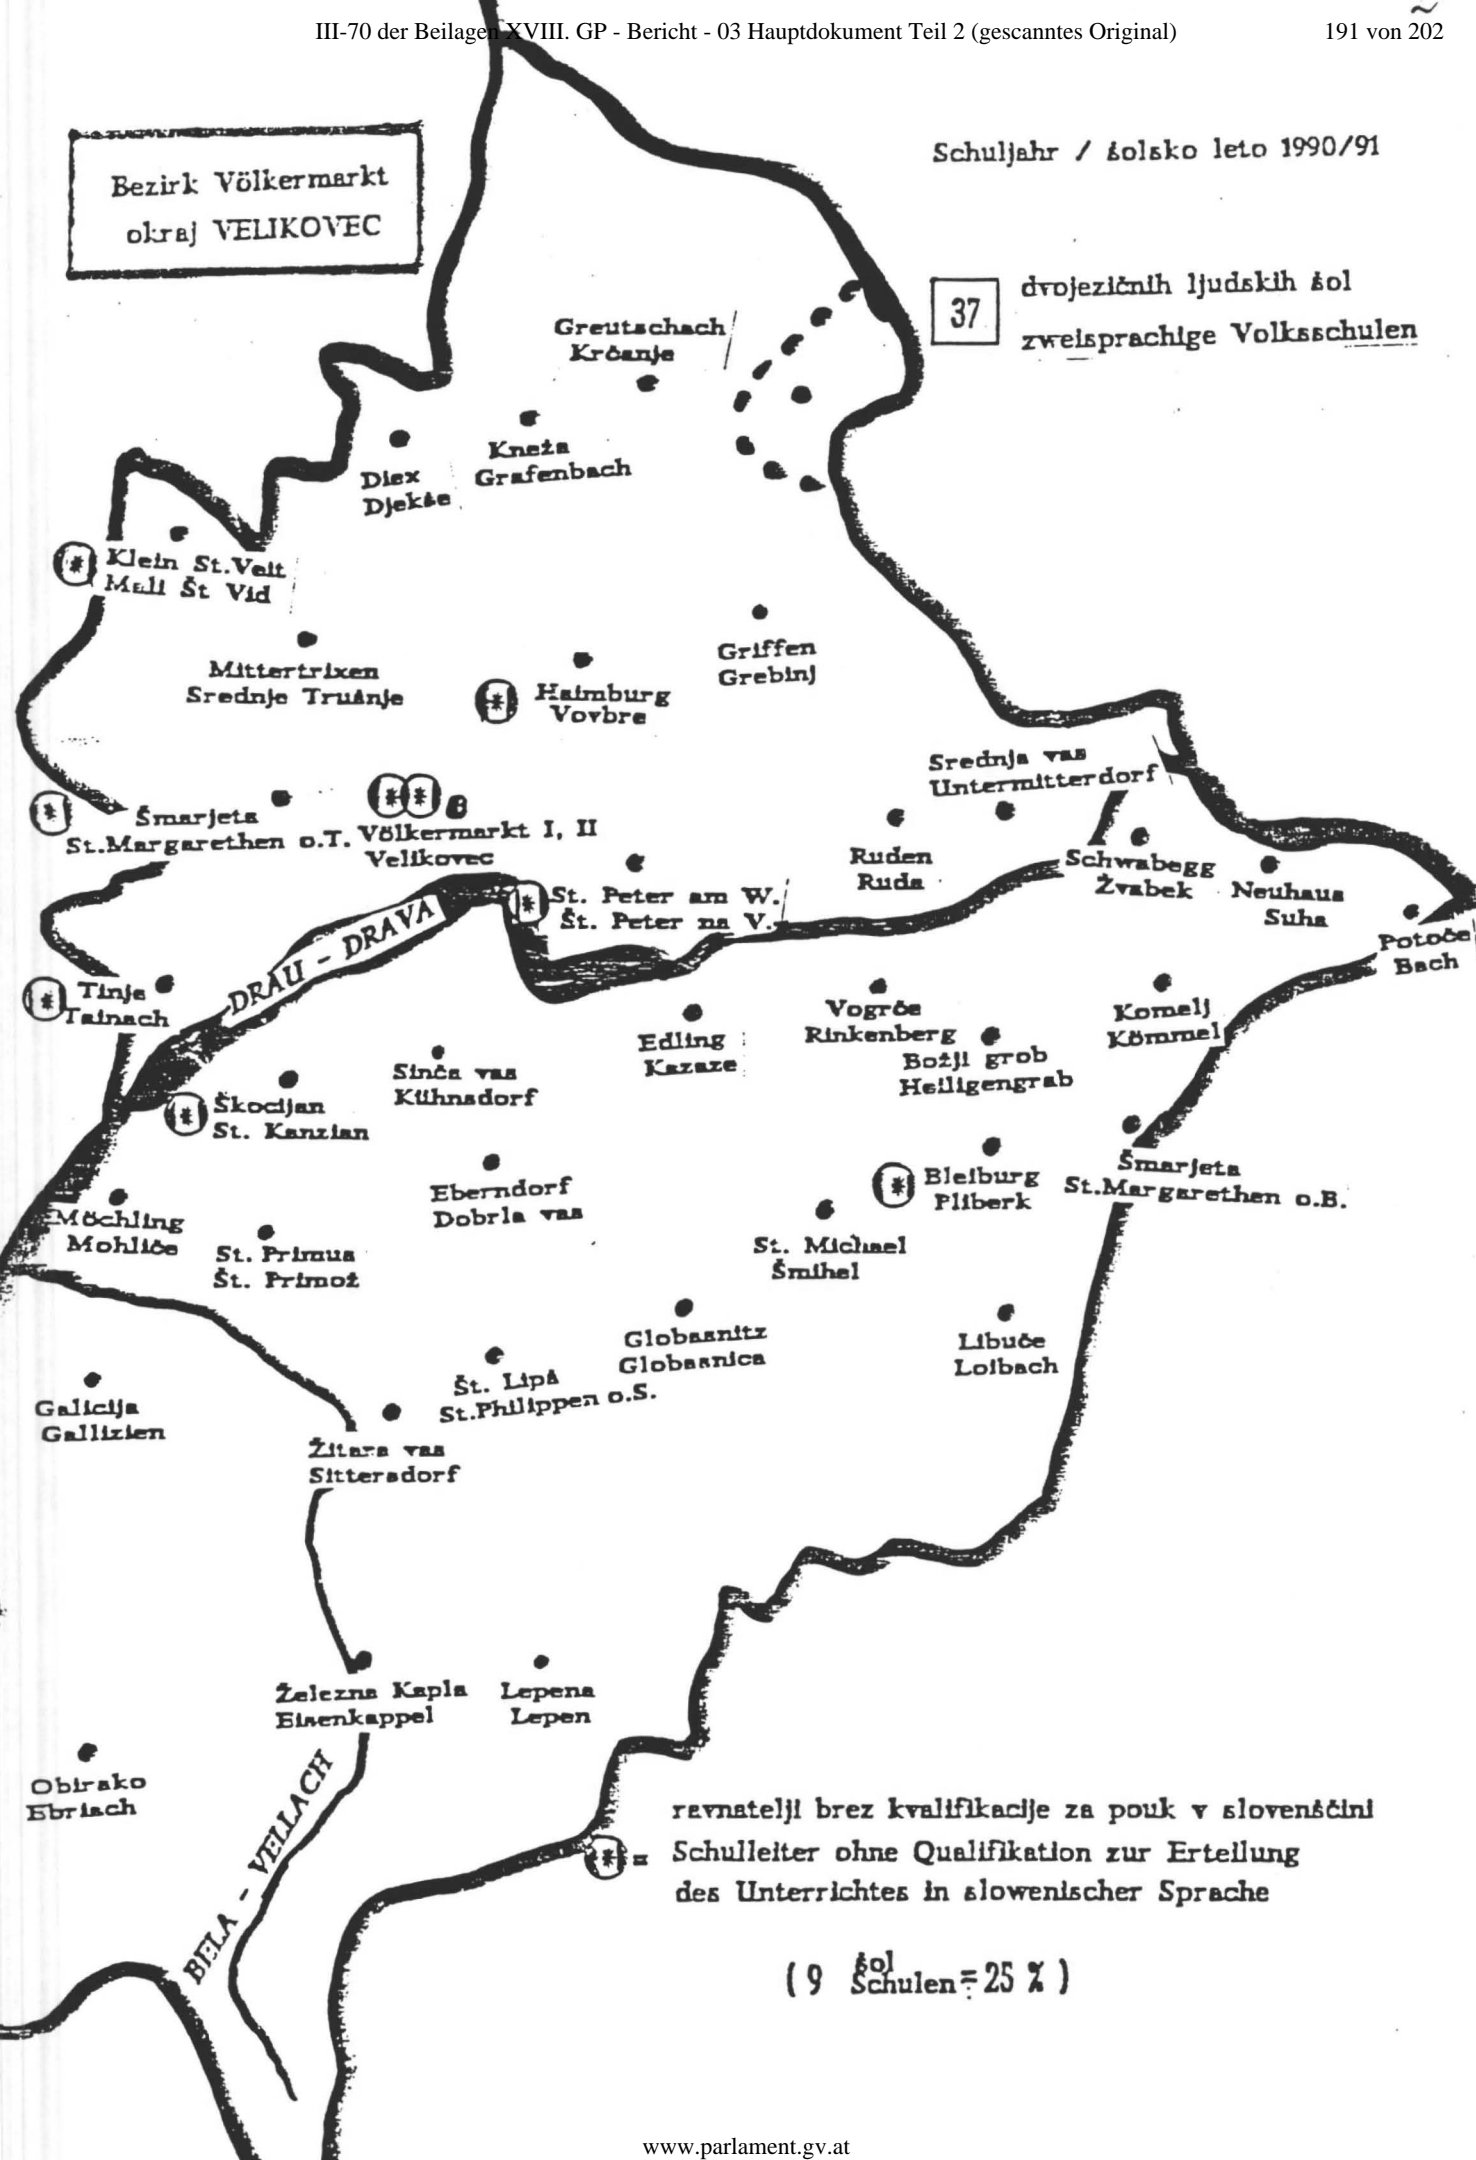 III-70 der Beilagen XVIII. GP - Bericht - 03 Hauptdokument Teil 2 (gescanntes Original)
191 von 202
Bezirk Völkermarkt
okraj VELIKOVEC
Schuljahr / šolsko leto 1990/91
37
dvojezičnih ljudskih šol
zweisprachige Volksschulen
Greutschach
Krčanje
Kneža
Grafenbach
Diex
Djekše
* Klein St.Veit
Mali Št Vid
Griffen
Grebinj
Mittertrixen
Srednje Trušnje
* Haimburg
Vovbre
Srednja vas
Untermitterdorf
* Šmarjeta
St.Margarethen o.T.
** Völkermarkt I, II
Velikovec
Ruden
Ruda
Schwabegg
Žvabek
Neuhaus
Suha
* St. Peter am W.
Št. Peter na V.
Potoče
Bach
DRAU - DRAVA
* Tinje
Tainach
Vogrče
Rinkenberg
Komelj
Kömmel
Edling
Kazaze
Božji grob
Heiligengrab
Sinča vas
Kühnsdorf
* Škocijan
St. Kanzian
* Bleiburg
Pliberk
Šmarjeta
St.Margarethen o.B.
Eberndorf
Dobrla vas
Möchling
Mohliče
St. Primus
Št. Primož
St. Michael
Šmihel
Globasnitz
Globasnica
Libuče
Loibach
Št. Lipš
St.Philippen o.S.
Galicija
Gallizien
Žitara vas
Sittersdorf
Železna Kapla
Eisenkappel
Lepena
Lepen
Obirsko
Ebriach
BELA - VELLACH
ravnatelji brez kvalifikacije za pouk v slovenščini
* = Schulleiter ohne Qualifikation zur Erteilung
des Unterrichtes in slowenischer Sprache
šol
( 9 Schulen = 25 % )
www.parlament.gv.at